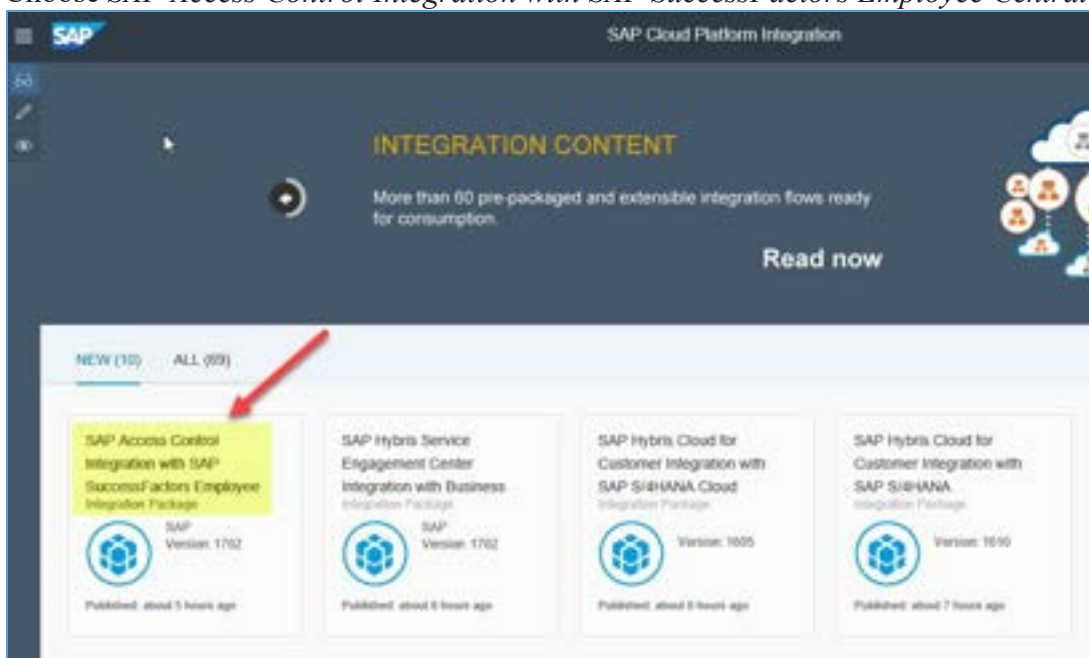 Choose SAP Access Control Integration with SAP SuccessFactors Employee Central
SAP
SAP Cloud Platform Integration
INTEGRATION CONTENT
More than 60 pre-packaged and extensible integration flows ready
for consumption.
Read now
NEW (10) ALL (69)
SAP Access Control
Integration with SAP
SuccessFactors Employee
Integration Package
SAP
Version: 1702
Published: about 5 hours ago
SAP Hybris Service
Engagement Center
Integration with Business
Integration Package
SAP
Version: 1702
Published: about 6 hours ago
SAP Hybris Cloud for
Customer Integration with
SAP S/4HANA Cloud
Integration Package
Version: 1605
Published: about hours ago
SAP Hybris Cloud for
Customer Integration with
SAP S/4HANA
Integration Package
Version: 1610
Published: about 7 hours ago